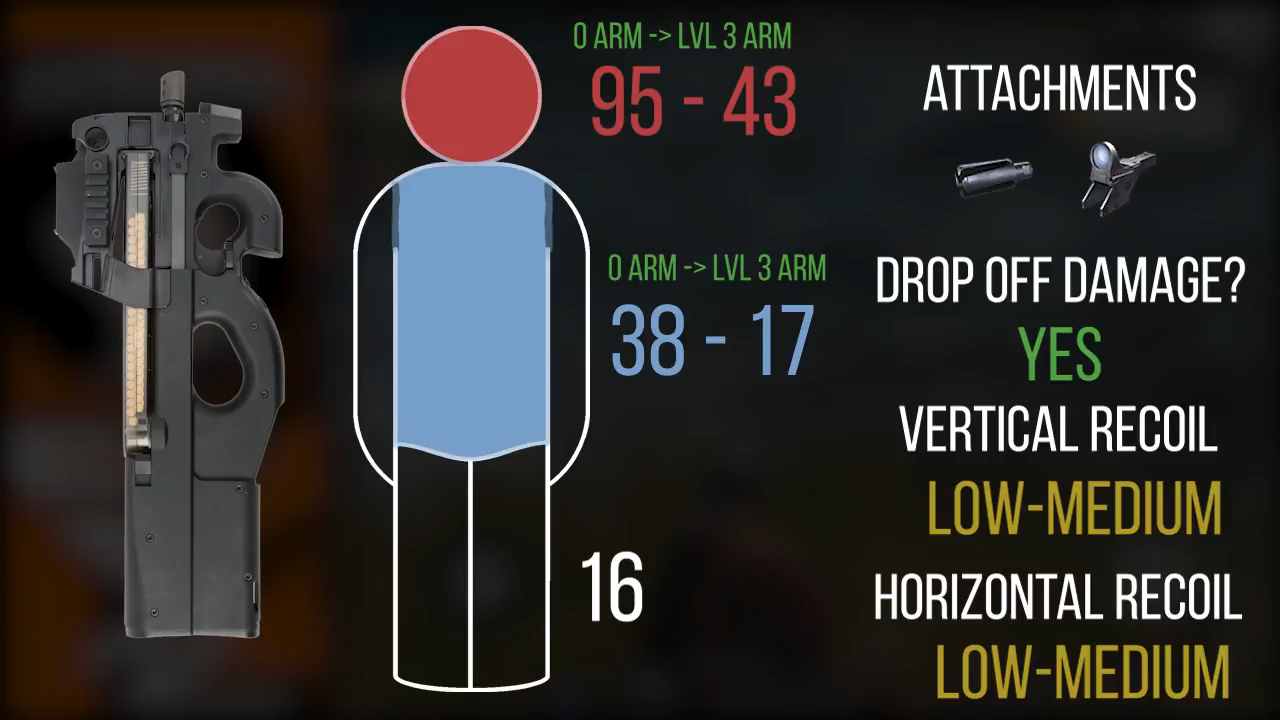 0 ARM -> LVL 3 ARM
95 - 43
0 ARM -> LVL 3 ARM
38 - 17
16
ATTACHMENTS
DROP OFF DAMAGE?
YES
VERTICAL RECOIL
LOW-MEDIUM
HORIZONTAL RECOIL
LOW-MEDIUM